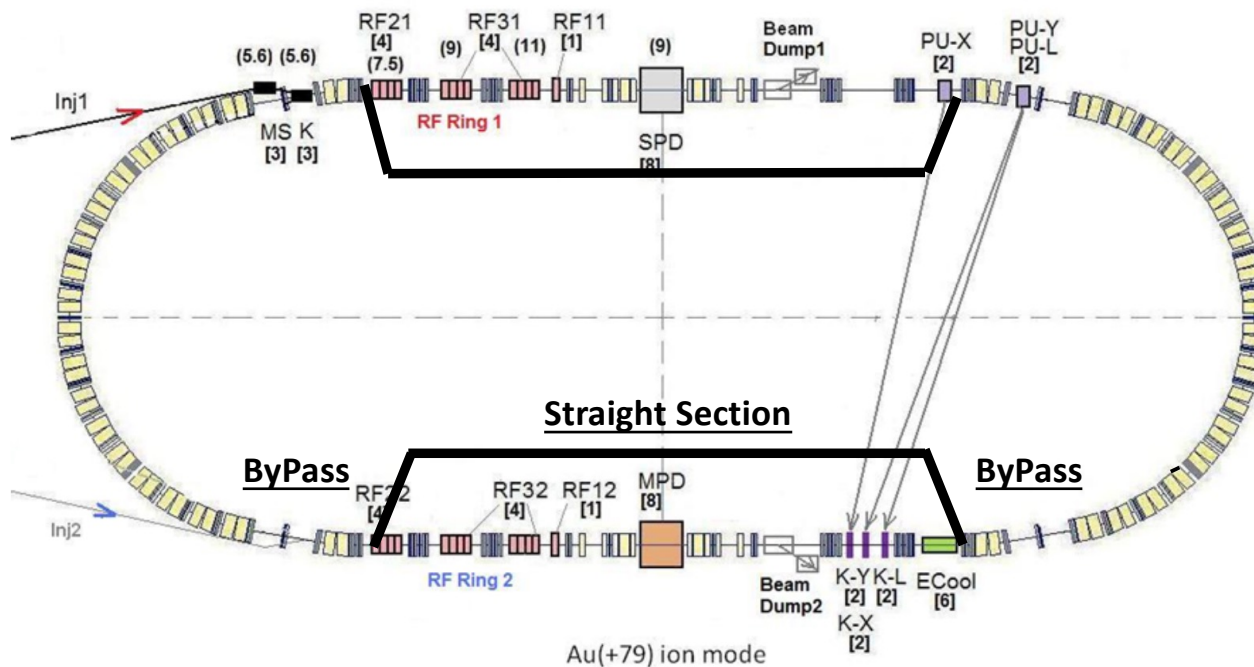 RF21
[4]
(7.5)
RF31
(9) [4] (11)
RF11
[1]
(9)
Beam
Dump1
PU-X
[2]
PU-Y
PU-L
[2]
(5.6) (5.6)
Inj1
MS K
[3] [3]
RF Ring 1
SPD
[8]
Straight Section
ByPass
ByPass
RF22
[4]
RF32
[4]
RF12
[1]
MPD
[8]
Inj2
RF Ring 2
Beam
Dump2
K-Y K-L
[2] [2]
K-X
[2]
ECool
[6]
Au(+79) ion mode